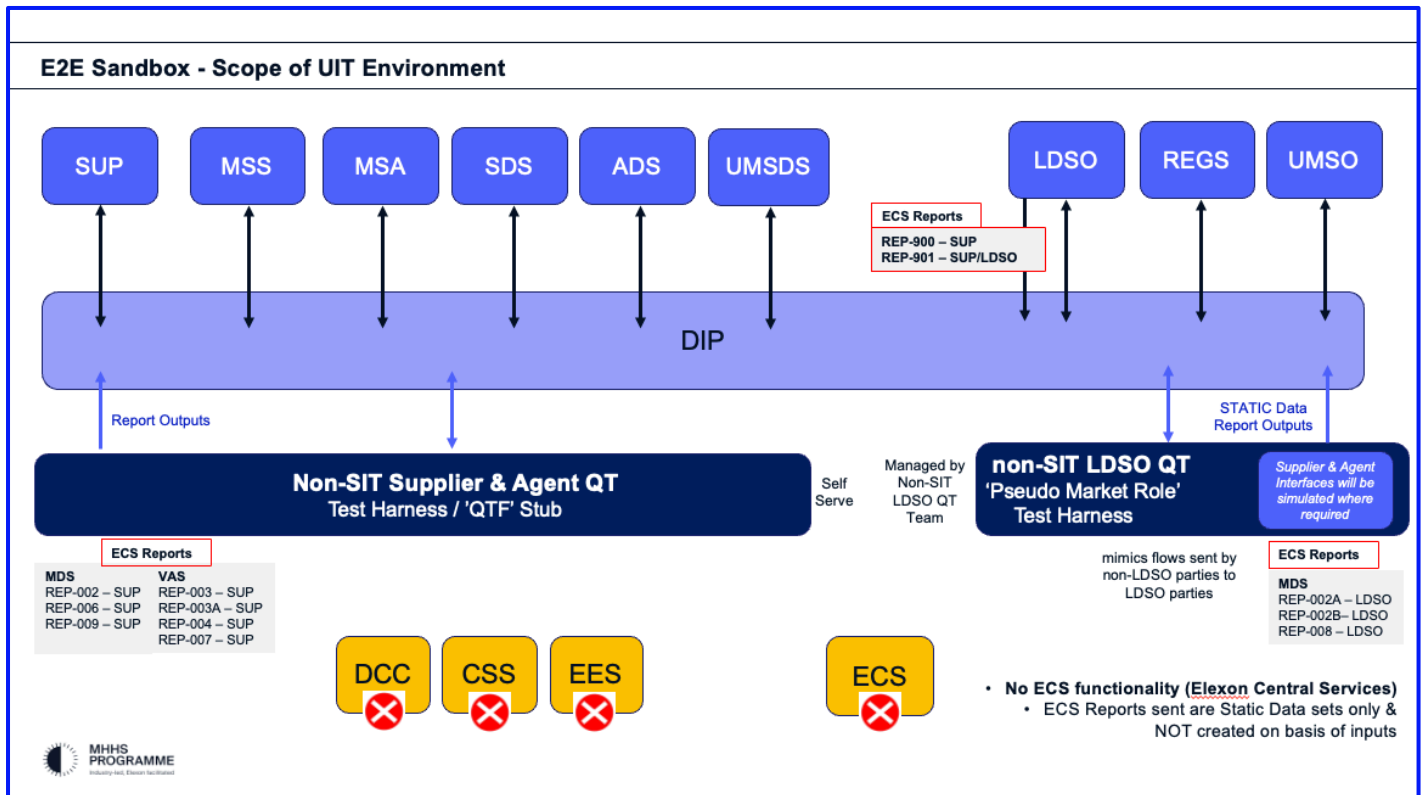 E2E Sandbox - Scope of UIT Environment
SUP
MSS
MSA
SDS
ADS
UMSDS
LDSO
REGS
UMSO
ECS Reports
REP-900 – SUP
REP-901 – SUP/LDSO
DIP
Report Outputs
STATIC Data
Report Outputs
Non-SIT Supplier & Agent QT
Test Harness / 'QTF' Stub
Self
Serve
Managed by
Non-SIT
LDSO QT
Team
non-SIT LDSO QT
'Pseudo Market Role'
Test Harness
Supplier & Agent
Interfaces will be
simulated where
required
ECS Reports
MDS
REP-002 – SUP
REP-006 – SUP
REP-009 – SUP
VAS
REP-003 – SUP
REP-003A – SUP
REP-004 – SUP
REP-007 – SUP
mimics flows sent by
non-LDSO parties to
LDSO parties
ECS Reports
MDS
REP-002A – LDSO
REP-002B– LDSO
REP-008 – LDSO
DCC
CSS
EES
ECS
• No ECS functionality (Elexon Central Services)
• ECS Reports sent are Static Data sets only &
NOT created on basis of inputs
MHHS
PROGRAMME
Industry-led, Elexon facilitated